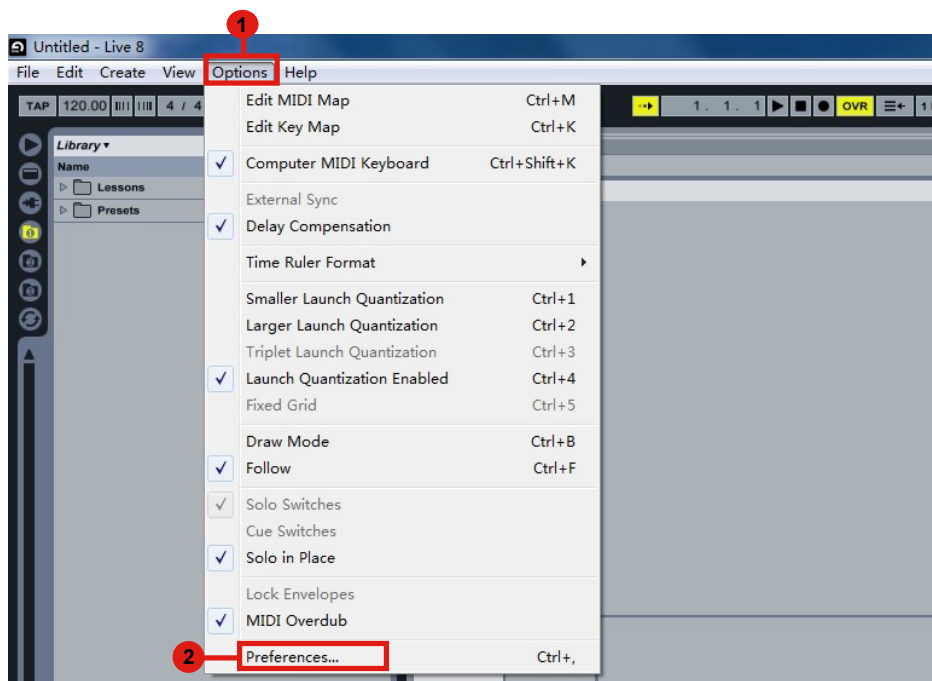 1
Untitled - Live 8
File Edit Create View Options Help
TAP 120.00 4 / 4 1. 1. 1 OVR
Library
Name
Lessons
Presets
Edit MIDI Map Ctrl+M
Edit Key Map Ctrl+K
Computer MIDI Keyboard Ctrl+Shift+K
External Sync
Delay Compensation
Time Ruler Format
Smaller Launch Quantization Ctrl+1
Larger Launch Quantization Ctrl+2
Triplet Launch Quantization Ctrl+3
Launch Quantization Enabled Ctrl+4
Fixed Grid Ctrl+5
Draw Mode Ctrl+B
Follow Ctrl+F
Solo Switches
Cue Switches
Solo in Place
Lock Envelopes
MIDI Overdub
2 Preferences... Ctrl+,